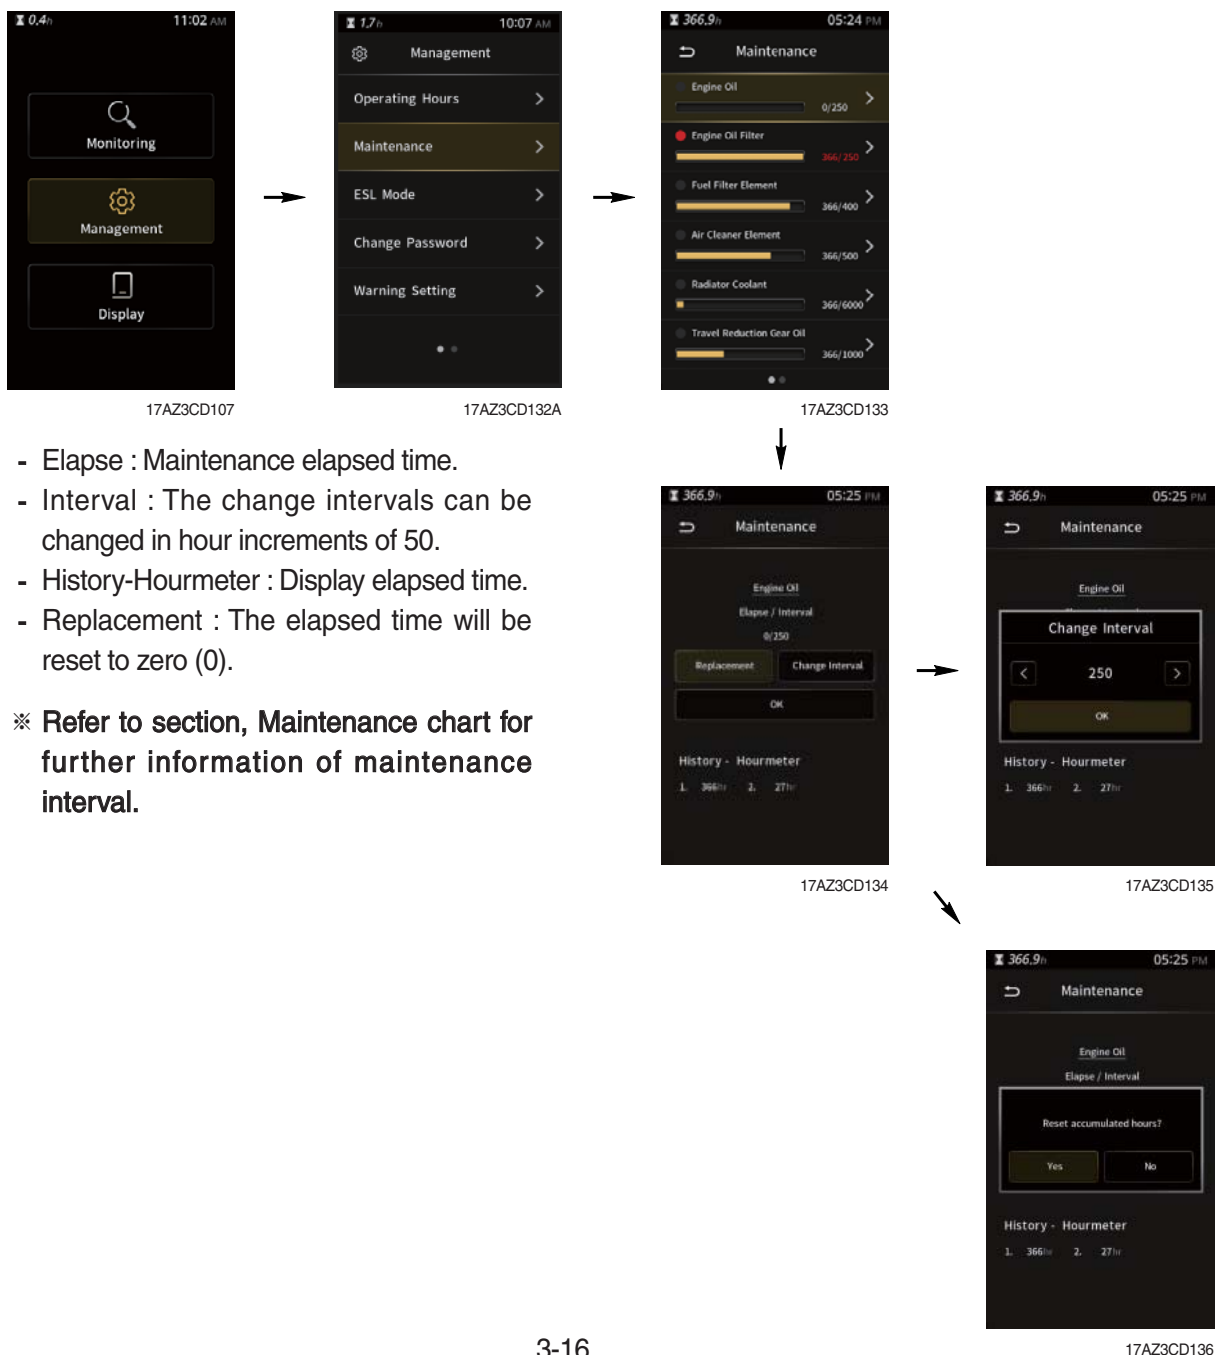 0.4h 11:02 AM
Monitoring
Management
Display
17AZ3CD107
1.7h 10:07 AM
Management
Operating Hours
Maintenance
ESL Mode
Change Password
Warning Setting
17AZ3CD132A
366.9h 05:24 PM
Maintenance
Engine Oil
0/250
Engine Oil Filter
366/250
Fuel Filter Element
366/400
Air Cleaner Element
366/500
Radiator Coolant
366/6000
Travel Reduction Gear Oil
366/1000
17AZ3CD133
- Elapse : Maintenance elapsed time.
- Interval : The change intervals can be
changed in hour increments of 50.
- History-Hourmeter : Display elapsed time.
- Replacement : The elapsed time will be
reset to zero (0).
※ Refer to section, Maintenance chart for
further information of maintenance
interval.
366.9h 05:25 PM
Maintenance
Engine Oil
Elapse / Interval
0/250
Replacement Change Interval
OK
History - Hourmeter
1. 366hr 2. 27hr
17AZ3CD134
366.9h 05:25 PM
Maintenance
Engine Oil
Change Interval
< 250 >
OK
History - Hourmeter
1. 366hr 2. 27hr
17AZ3CD135
366.9h 05:25 PM
Maintenance
Engine Oil
Elapse / Interval
Reset accumulated hours?
Yes No
History - Hourmeter
1. 366hr 2. 27hr
17AZ3CD136
3-16